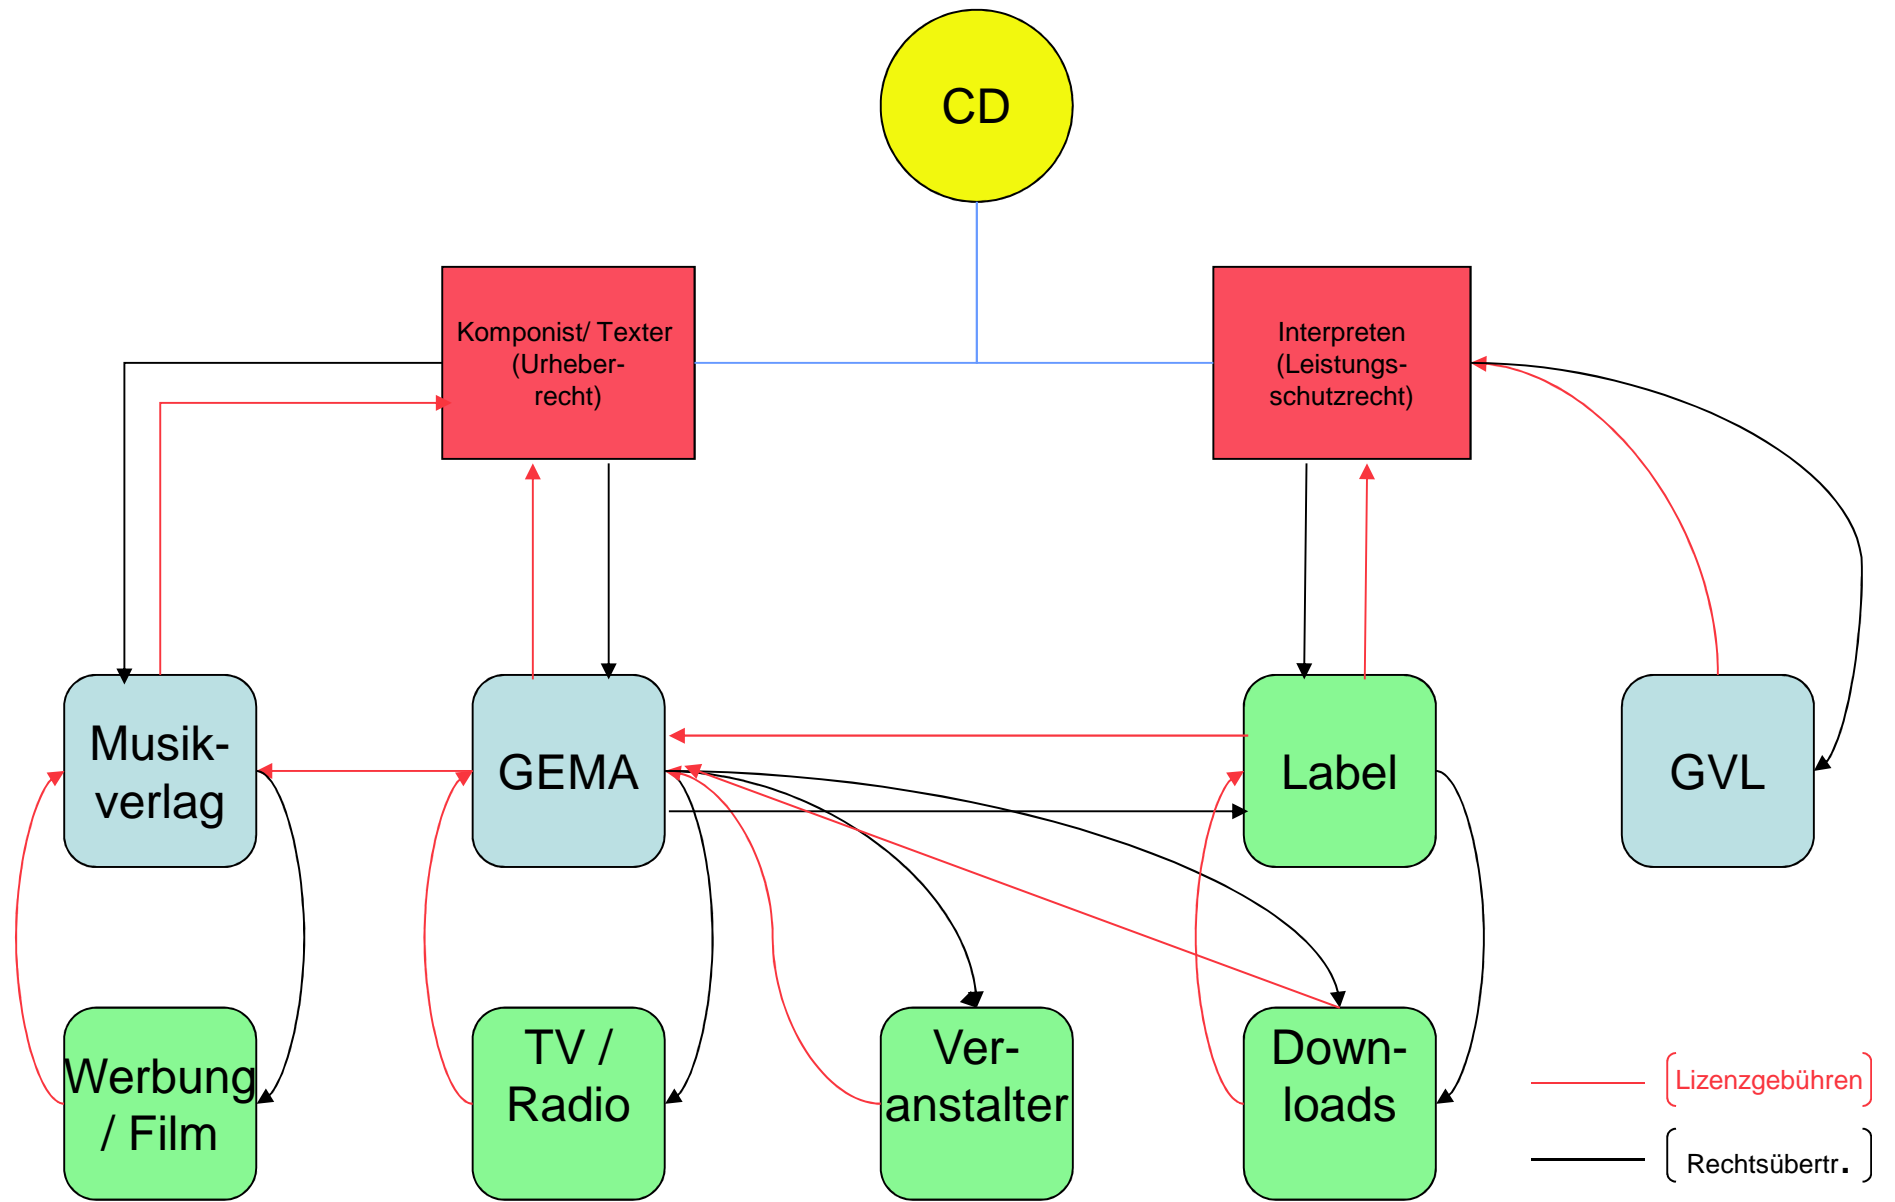 CD
Komponist/ Texter
(Urheber-
recht)
Interpreten
(Leistungs-
schutzrecht)
Musik-
verlag
GEMA
Label
GVL
Werbung
/ Film
TV /
Radio
Ver-
anstalter
Down-
loads
Lizenzgebühren
Rechtsübertr.